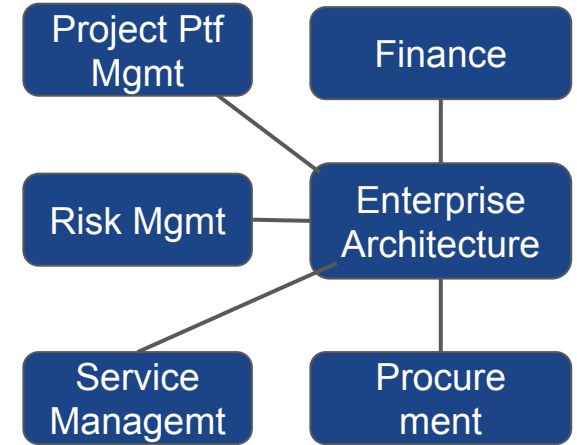 Project Ptf
Mgmt
Finance
Risk Mgmt
Enterprise
Architecture
Service
Managemt
Procure
ment